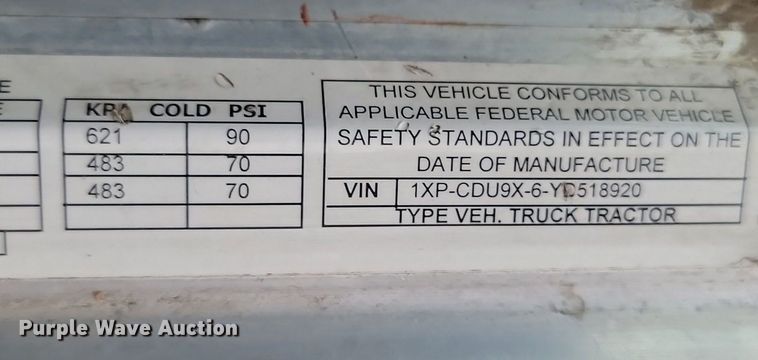 E
E
KPA COLD PSI
621 90
483 70
483 70
THIS VEHICLE CONFORMS TO ALL
APPLICABLE FEDERAL MOTOR VEHICLE
SAFETY STANDARDS IN EFFECT ON THE
DATE OF MANUFACTURE
VIN 1XP-CDU9X-6-YD518920
TYPE VEH. TRUCK TRACTOR
Purple Wave Auction